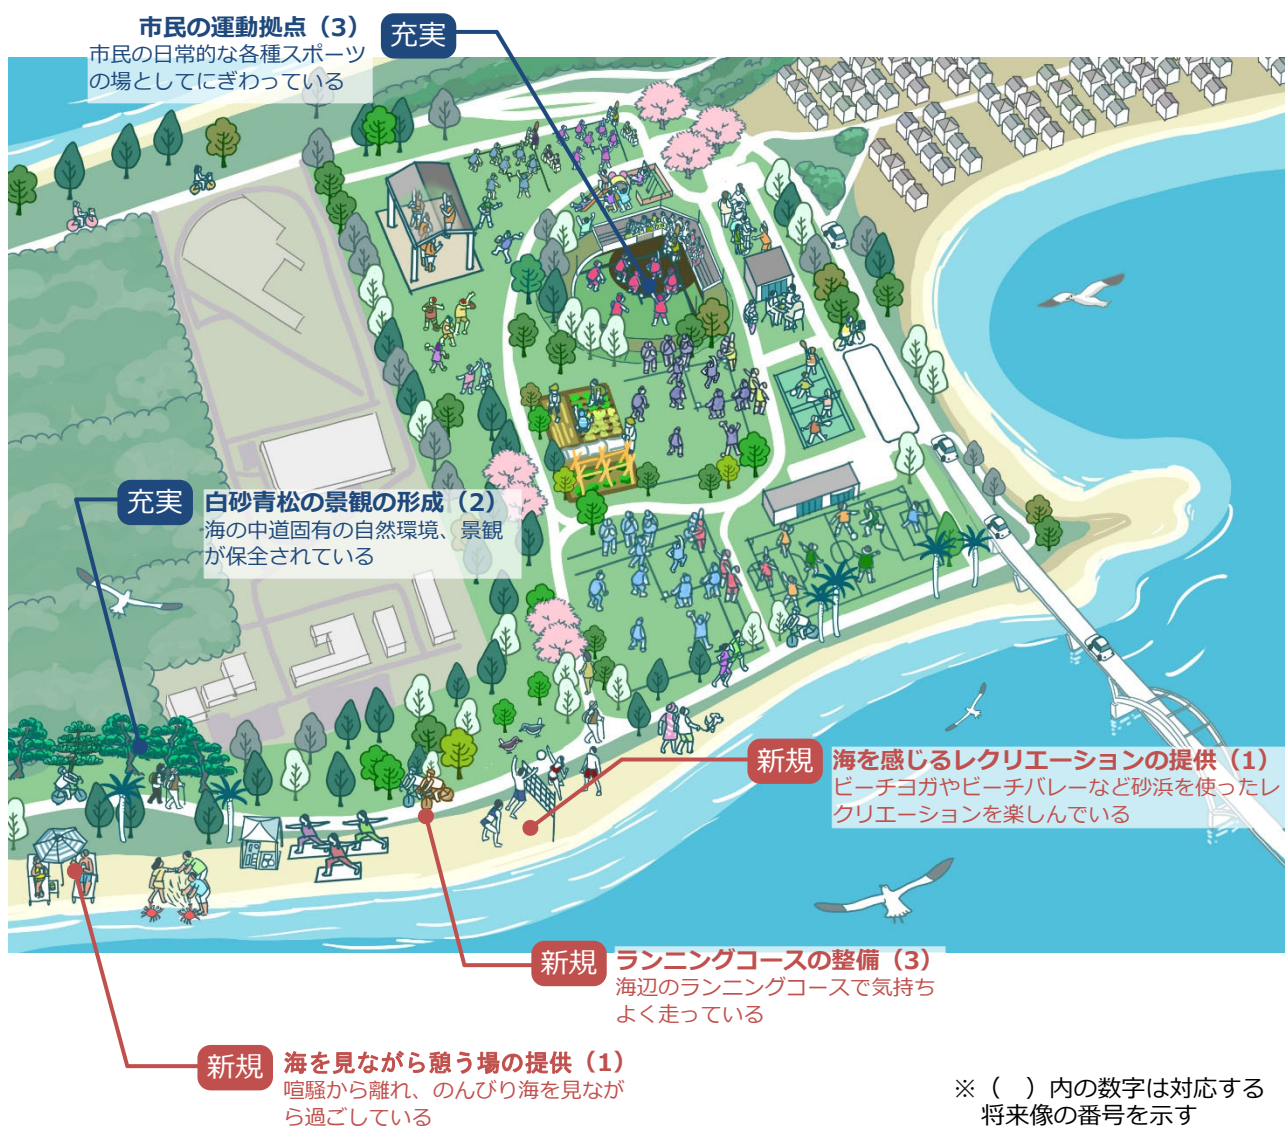 市民の運動拠点（3）
充実
市民の日常的な各種スポーツ
の場としてにぎわっている
充実
白砂青松の景観の形成（2）
海の中道固有の自然環境、景観
が保全されている
新規
海を感じるレクリエーションの提供（1）
ビーチヨガやビーチバレーなど砂浜を使ったレ
クリエーションを楽しんでいる
新規
ランニングコースの整備（3）
海辺のランニングコースで気持ち
よく走っている
新規
海を見ながら憩う場の提供（1）
喧騒から離れ、のんびり海を見なが
ら過ごしている
※（　）内の数字は対応する
将来像の番号を示す